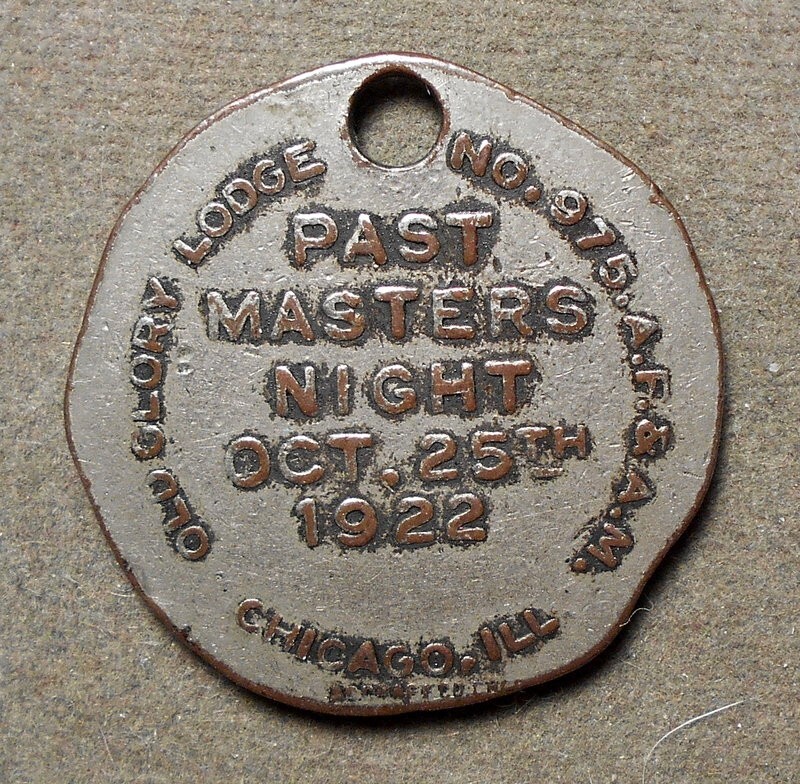 OLD GLORY LODGE NO. 975. A.F. & A.M.
PAST
MASTERS
NIGHT
OCT. 25TH
1922
CHICAGO, ILL